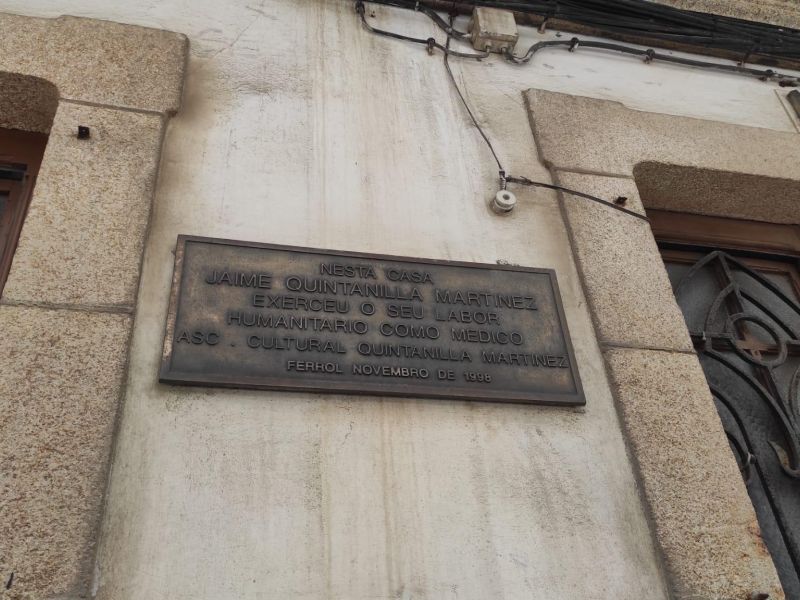 NESTA CASA
JAIME QUINTANILLA MARTINEZ
EXERCEU O SEU LABOR
HUMANITARIO COMO MEDICO
ASC . CULTURAL QUINTANILLA MARTINEZ
FERROL NOVEMBRO DE 1998